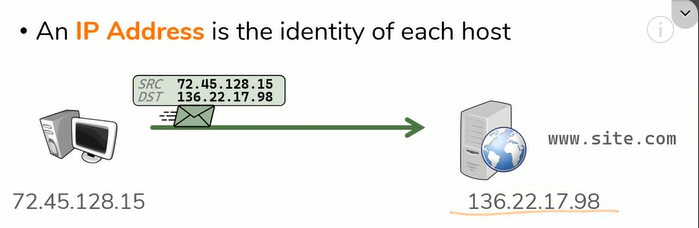 • An IP Address is the identity of each host
SRC 72.45.128.15
DST 136.22.17.98
www.site.com
72.45.128.15
136.22.17.98